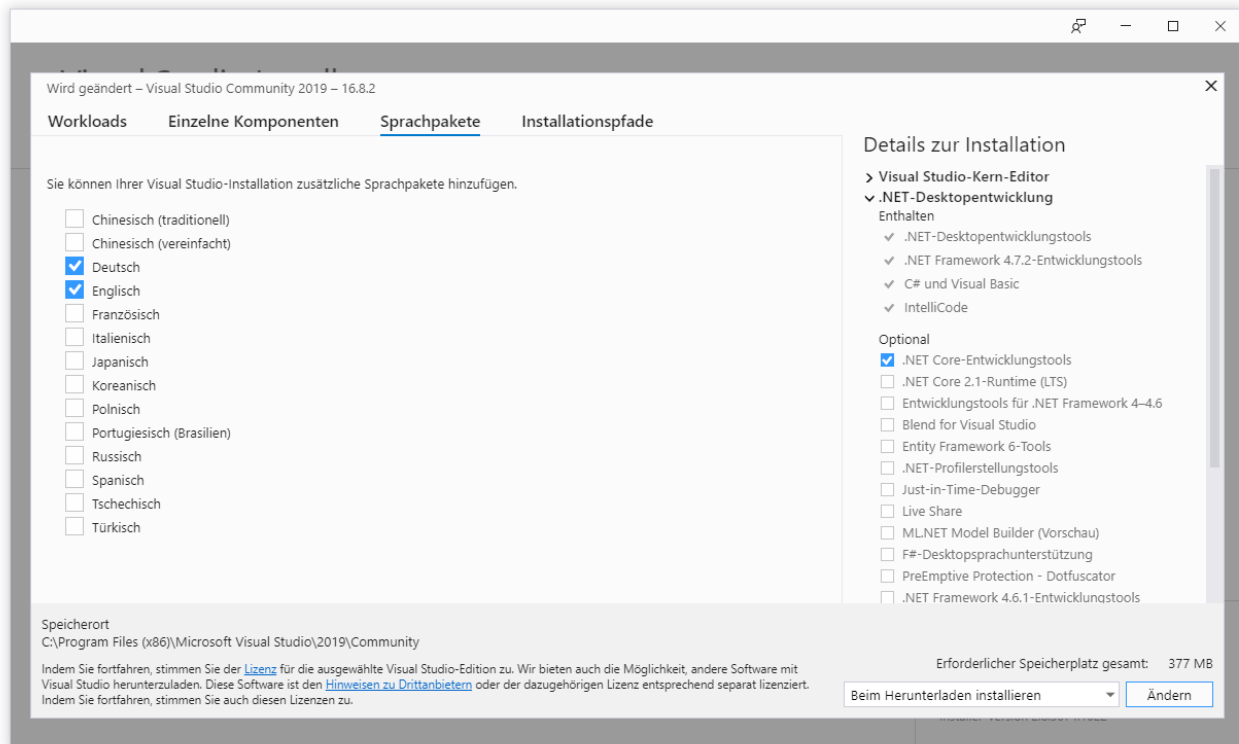 Wird geändert – Visual Studio Community 2019 – 16.8.2
Workloads Einzelne Komponenten Sprachpakete Installationspfade
Sie können Ihrer Visual Studio-Installation zusätzliche Sprachpakete hinzufügen.
Chinesisch (traditionell)
Chinesisch (vereinfacht)
Deutsch
Englisch
Französisch
Italienisch
Japanisch
Koreanisch
Polnisch
Portugiesisch (Brasilien)
Russisch
Spanisch
Tschechisch
Türkisch
Details zur Installation
Visual Studio-Kern-Editor
.NET-Desktopentwicklung
Enthalten
.NET-Desktopentwicklungstools
.NET Framework 4.7.2-Entwicklungstools
C# und Visual Basic
IntelliCode
Optional
.NET Core-Entwicklungstools
.NET Core 2.1-Runtime (LTS)
Entwicklungstools für .NET Framework 4–4.6
Blend for Visual Studio
Entity Framework 6-Tools
.NET-Profilerstellungstools
Just-in-Time-Debugger
Live Share
ML.NET Model Builder (Vorschau)
F#-Desktopsprachunterstützung
PreEmptive Protection - Dotfuscator
.NET Framework 4.6.1-Entwicklungstools
Speicherort
C:\Program Files (x86)\Microsoft Visual Studio\2019\Community
Indem Sie fortfahren, stimmen Sie der Lizenz für die ausgewählte Visual Studio-Edition zu. Wir bieten auch die Möglichkeit, andere Software mit
Visual Studio herunterzuladen. Diese Software ist den Hinweisen zu Drittanbietern oder der dazugehörigen Lizenz entsprechend separat lizenziert.
Indem Sie fortfahren, stimmen Sie auch diesen Lizenzen zu.
Erforderlicher Speicherplatz gesamt: 377 MB
Beim Herunterladen installieren
Ändern